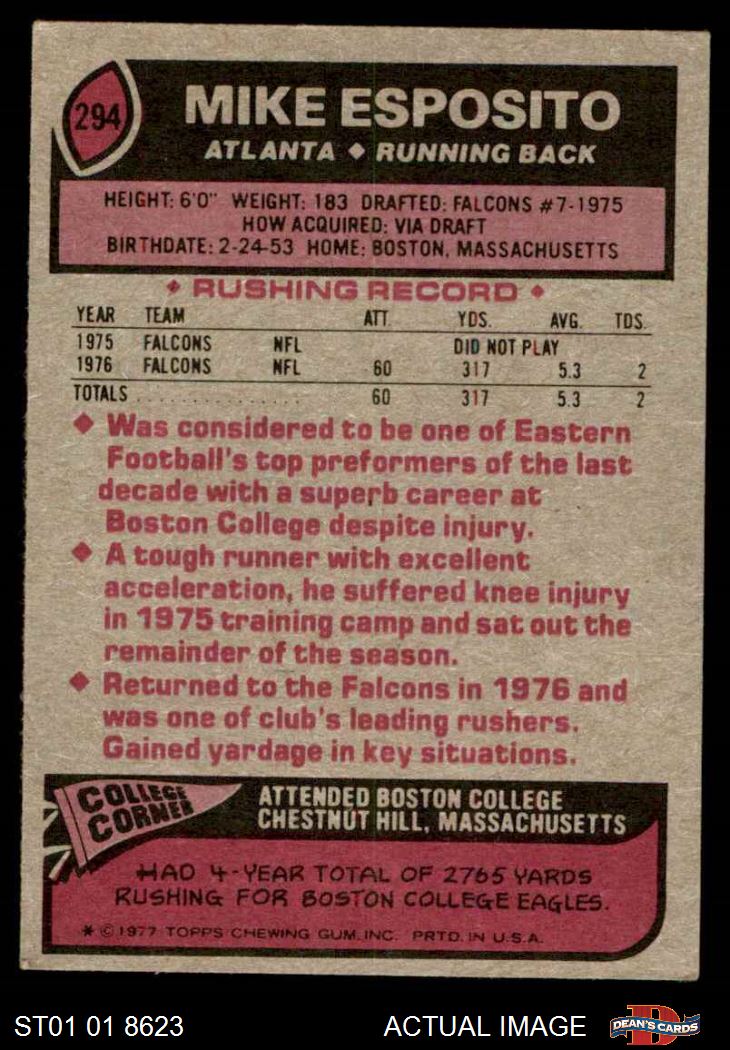 294
MIKE ESPOSITO
ATLANTA ◆ RUNNING BACK
HEIGHT: 6'0" WEIGHT: 183 DRAFTED: FALCONS #7-1975
HOW ACQUIRED: VIA DRAFT
BIRTHDATE: 2-24-53 HOME: BOSTON, MASSACHUSETTS
◆ RUSHING RECORD ◆
YEAR TEAM ATT. YDS. AVG. TDS.
1975 FALCONS NFL DID NOT PLAY
1976 FALCONS NFL 60 317 5.3 2
TOTALS . . . . . . . . . . . . . . 60 317 5.3 2
◆ Was considered to be one of Eastern
Football's top preformers of the last
decade with a superb career at
Boston College despite injury.
◆ A tough runner with excellent
acceleration, he suffered knee injury
in 1975 training camp and sat out the
remainder of the season.
◆ Returned to the Falcons in 1976 and
was one of club's leading rushers.
Gained yardage in key situations.
COLLEGE
CORNER
ATTENDED BOSTON COLLEGE
CHESTNUT HILL, MASSACHUSETTS
HAD 4-YEAR TOTAL OF 2765 YARDS
RUSHING FOR BOSTON COLLEGE EAGLES.
* © 1977 TOPPS CHEWING GUM, INC. PRTD. IN U.S.A.
ST01 01 8623 ACTUAL IMAGE D DEAN'S CARDS